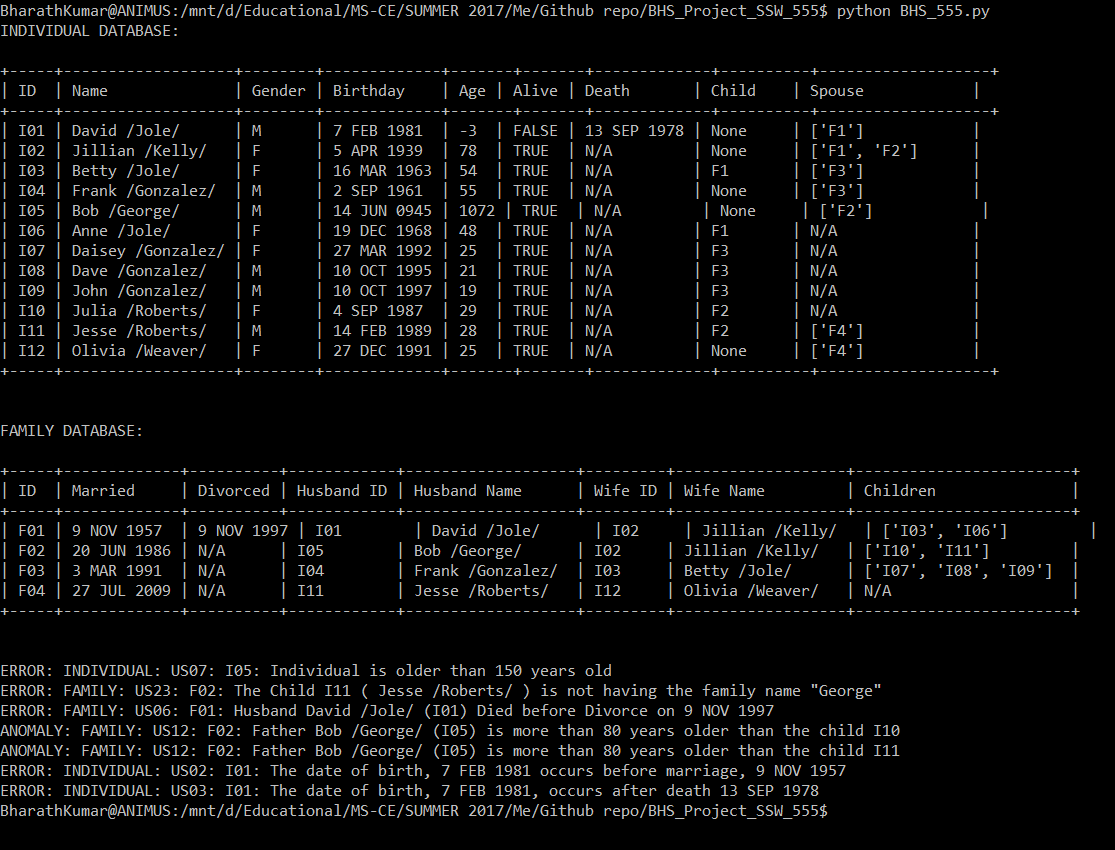 BharathKumar@ANIMUS:/mnt/d/Educational/MS-CE/SUMMER 2017/Me/Github repo/BHS_Project_SSW_555$ python BHS_555.py
INDIVIDUAL DATABASE:
+-----+-------------------+--------+-------------+-------+-------+-------------+----------+-------------------+
| ID  | Name              | Gender | Birthday    | Age | Alive | Death       | Child    | Spouse            |
+-----+-------------------+--------+-------------+-------+-------+-------------+----------+-------------------+
| I01 | David /Jole/      | M      | 7 FEB 1981  | -3  | FALSE | 13 SEP 1978 | None     | ['F1']            |
| I02 | Jillian /Kelly/   | F      | 5 APR 1939  | 78  | TRUE  | N/A         | None     | ['F1', 'F2']      |
| I03 | Betty /Jole/      | F      | 16 MAR 1963 | 54  | TRUE  | N/A         | F1       | ['F3']            |
| I04 | Frank /Gonzalez/  | M      | 2 SEP 1961  | 55  | TRUE  | N/A         | None     | ['F3']            |
| I05 | Bob /George/      | M      | 14 JUN 0945 | 1072 | TRUE  | N/A         | None     | ['F2']            |
| I06 | Anne /Jole/       | F      | 19 DEC 1968 | 48  | TRUE  | N/A         | F1       | N/A               |
| I07 | Daisey /Gonzalez/ | F      | 27 MAR 1992 | 25  | TRUE  | N/A         | F3       | N/A               |
| I08 | Dave /Gonzalez/   | M      | 10 OCT 1995 | 21  | TRUE  | N/A         | F3       | N/A               |
| I09 | John /Gonzalez/   | M      | 10 OCT 1997 | 19  | TRUE  | N/A         | F3       | N/A               |
| I10 | Julia /Roberts/   | F      | 4 SEP 1987  | 29  | TRUE  | N/A         | F2       | N/A               |
| I11 | Jesse /Roberts/   | M      | 14 FEB 1989 | 28  | TRUE  | N/A         | F2       | ['F4']            |
| I12 | Olivia /Weaver/   | F      | 27 DEC 1991 | 25  | TRUE  | N/A         | None     | ['F4']            |
+-----+-------------------+--------+-------------+-------+-------+-------------+----------+-------------------+
FAMILY DATABASE:
+-----+-------------+----------+------------+-------------------+---------+-------------------+-----------------------+
| ID  | Married     | Divorced | Husband ID | Husband Name      | Wife ID | Wife Name         | Children              |
+-----+-------------+----------+------------+-------------------+---------+-------------------+-----------------------+
| F01 | 9 NOV 1957  | 9 NOV 1997 | I01        | David /Jole/      | I02     | Jillian /Kelly/   | ['I03', 'I06']        |
| F02 | 20 JUN 1986 | N/A      | I05        | Bob /George/      | I02     | Jillian /Kelly/   | ['I10', 'I11']        |
| F03 | 3 MAR 1991  | N/A      | I04        | Frank /Gonzalez/  | I03     | Betty /Jole/      | ['I07', 'I08', 'I09'] |
| F04 | 27 JUL 2009 | N/A      | I11        | Jesse /Roberts/   | I12     | Olivia /Weaver/   | N/A                   |
+-----+-------------+----------+------------+-------------------+---------+-------------------+-----------------------+
ERROR: INDIVIDUAL: US07: I05: Individual is older than 150 years old
ERROR: FAMILY: US23: F02: The Child I11 ( Jesse /Roberts/ ) is not having the family name "George"
ERROR: FAMILY: US06: F01: Husband David /Jole/ (I01) Died before Divorce on 9 NOV 1997
ANOMALY: FAMILY: US12: F02: Father Bob /George/ (I05) is more than 80 years older than the child I10
ANOMALY: FAMILY: US12: F02: Father Bob /George/ (I05) is more than 80 years older than the child I11
ERROR: INDIVIDUAL: US02: I01: The date of birth, 7 FEB 1981 occurs before marriage, 9 NOV 1957
ERROR: INDIVIDUAL: US03: I01: The date of birth, 7 FEB 1981, occurs after death 13 SEP 1978
BharathKumar@ANIMUS:/mnt/d/Educational/MS-CE/SUMMER 2017/Me/Github repo/BHS_Project_SSW_555$